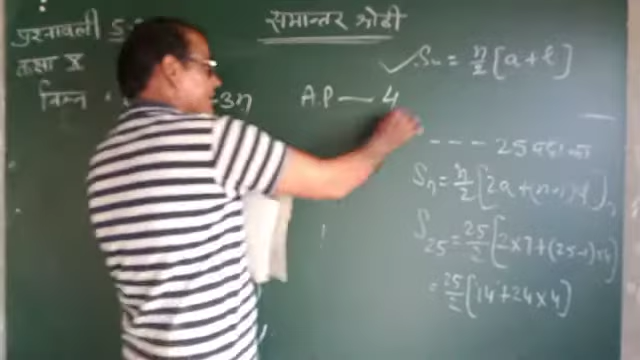 समान्तर श्रेढी
प्रश्नावली 5.
कक्षा X
Sn = n/2 [a + l]
3n A.P — 4
- - - - 25
Sn = n/2 [2a + (n-1)d]
S25 = 25/2 [2×7+(25-1)×4]
= 25/2 [14+24×4]